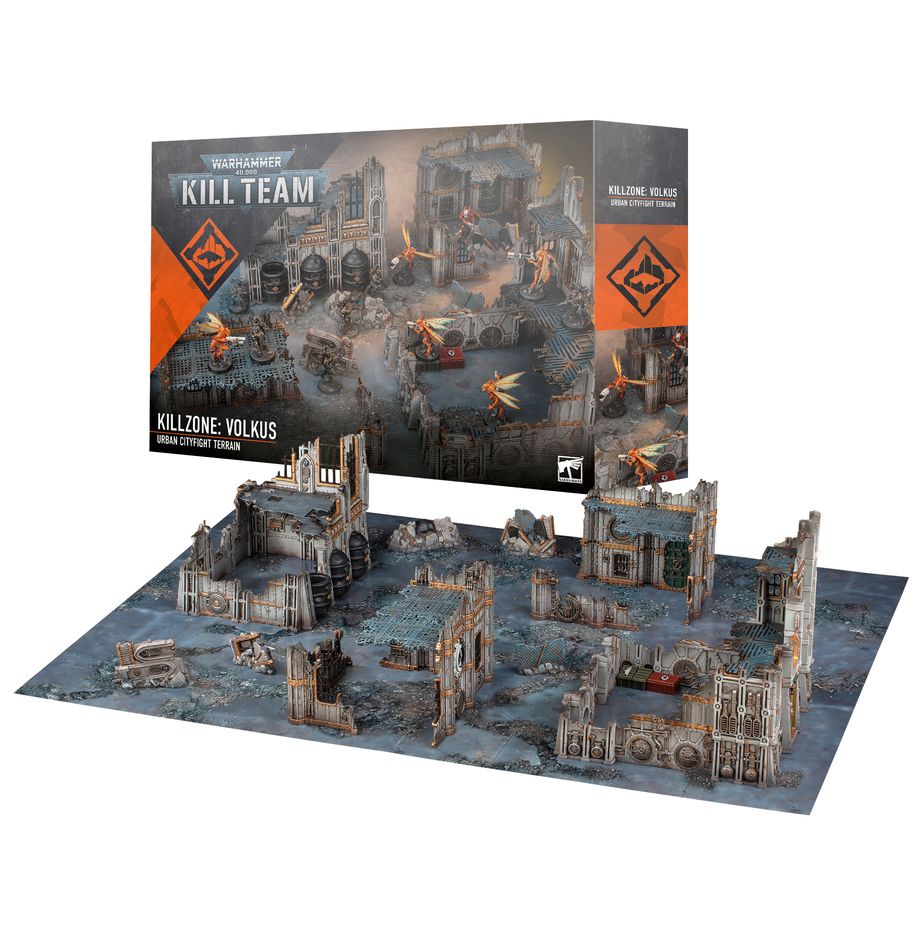 WARHAMMER
40,000
KILL TEAM
KILLZONE: VOLKUS
URBAN CITYFIGHT TERRAIN
KILLZONE: VOLKUS
URBAN CITYFIGHT TERRAIN